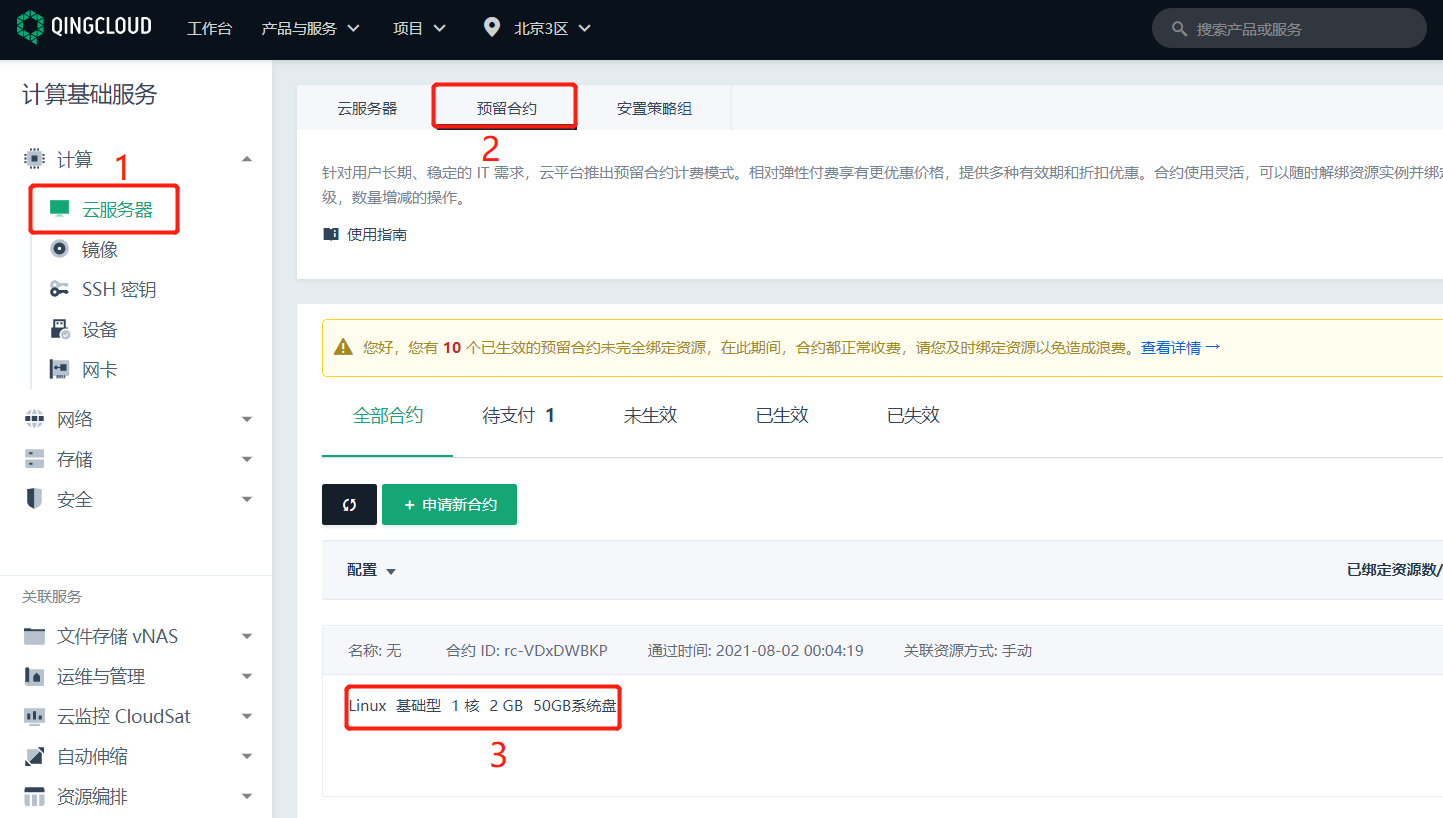 QINGCLOUD 工作台 产品与服务 项目 北京3区 搜索产品或服务
计算基础服务
计算 1
云服务器
镜像
SSH 密钥
设备
网卡
网络
存储
安全
关联服务
文件存储 vNAS
运维与管理
云监控 CloudSat
自动伸缩
资源编排
云服务器 预留合约 安置策略组
2
针对用户长期、稳定的 IT 需求，云平台推出预留合约计费模式。相对弹性付费享有更优惠价格，提供多种有效期和折扣优惠。合约使用灵活，可以随时解绑资源实例并绑定
级，数量增减的操作。
使用指南
您好，您有 10 个已生效的预留合约未完全绑定资源，在此期间，合约都正常收费，请您及时绑定资源以免造成浪费。查看详情 →
全部合约 待支付 1 未生效 已生效 已失效
+ 申请新合约
配置 已绑定资源数/
名称: 无 合约 ID: rc-VDxDWBKP 通过时间: 2021-08-02 00:04:19 关联资源方式: 手动
Linux 基础型 1 核 2 GB 50GB系统盘
3